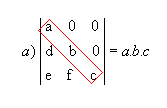 a) | a 0 0 |
| d b 0 | = a.b.c
| e f c |